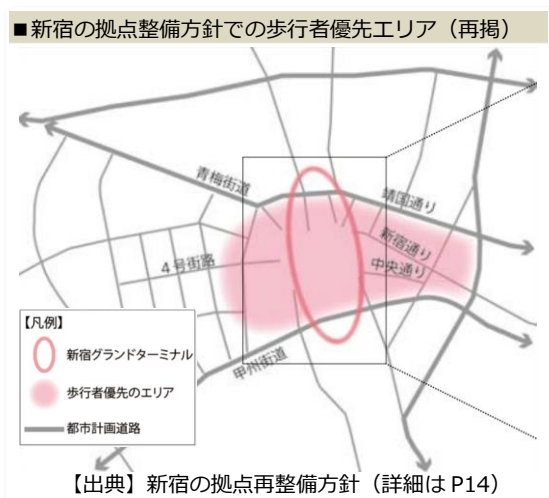 ■新宿の拠点整備方針での歩行者優先エリア（再掲）
青梅街道
靖国通り
新宿通り
中央通り
４号街路
甲州街道
【凡例】
新宿グランドターミナル
歩行者優先のエリア
都市計画道路
【出典】新宿の拠点再整備方針（詳細は P14）